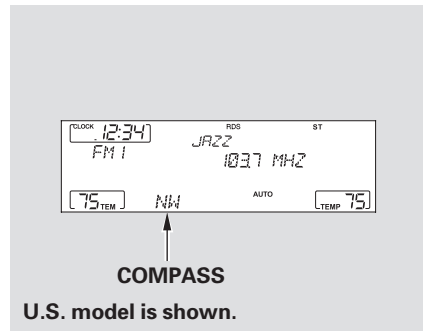 CLOCK 12:34 RDS ST
FM1 JAZZ
103.7 MHZ
75 TEM NW AUTO TEMP 75
COMPASS
U.S. model is shown.